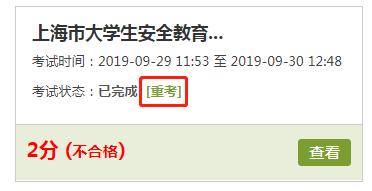 上海市大学生安全教育...
考试时间：2019-09-29 11:53 至 2019-09-30 12:48
考试状态：已完成 [重考]
2分 (不合格)
查看